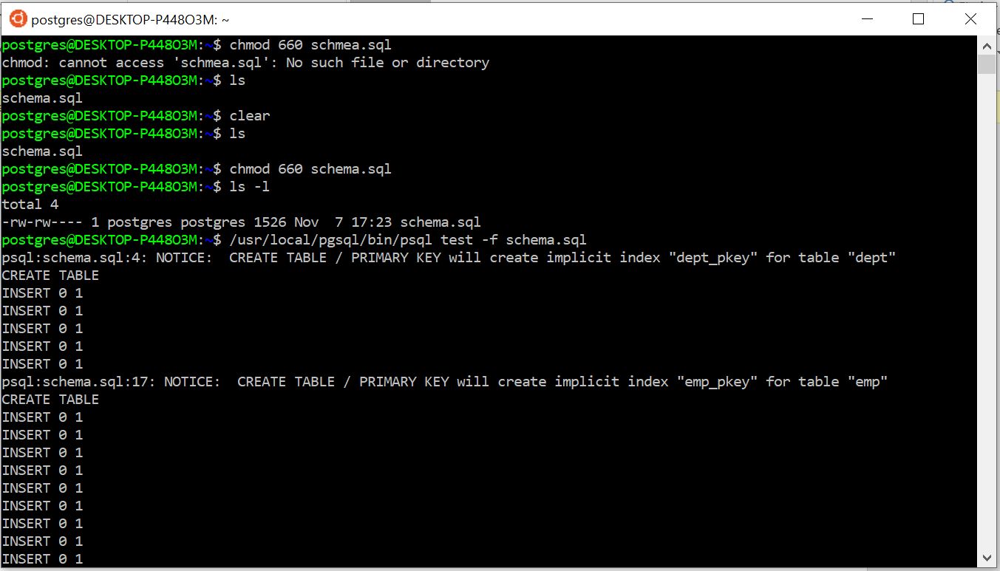 postgres@DESKTOP-P448O3M: ~
postgres@DESKTOP-P448O3M:~$ chmod 660 schmea.sql
chmod: cannot access 'schmea.sql': No such file or directory
postgres@DESKTOP-P448O3M:~$ ls
schema.sql
postgres@DESKTOP-P448O3M:~$ clear
postgres@DESKTOP-P448O3M:~$ ls
schema.sql
postgres@DESKTOP-P448O3M:~$ chmod 660 schema.sql
postgres@DESKTOP-P448O3M:~$ ls -l
total 4
-rw-rw---- 1 postgres postgres 1526 Nov  7 17:23 schema.sql
postgres@DESKTOP-P448O3M:~$ /usr/local/pgsql/bin/psql test -f schema.sql
psql:schema.sql:4: NOTICE:  CREATE TABLE / PRIMARY KEY will create implicit index "dept_pkey" for table "dept"
CREATE TABLE
INSERT 0 1
INSERT 0 1
INSERT 0 1
INSERT 0 1
INSERT 0 1
psql:schema.sql:17: NOTICE:  CREATE TABLE / PRIMARY KEY will create implicit index "emp_pkey" for table "emp"
CREATE TABLE
INSERT 0 1
INSERT 0 1
INSERT 0 1
INSERT 0 1
INSERT 0 1
INSERT 0 1
INSERT 0 1
INSERT 0 1
INSERT 0 1